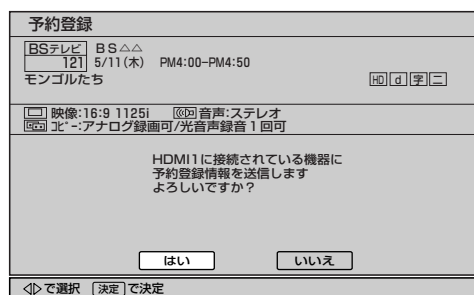 予約登録
BSテレビ BS△△
121 5/11(木) PM4:00-PM4:50
モンゴルたち HD d 字 二
映像:16:9 1125i 音声:ステレオ
コピー:アナログ録画可/光音声録音1回可
HDMI1に接続されている機器に
予約登録情報を送信します
よろしいですか？
はい いいえ
◁▷で選択 決定で決定